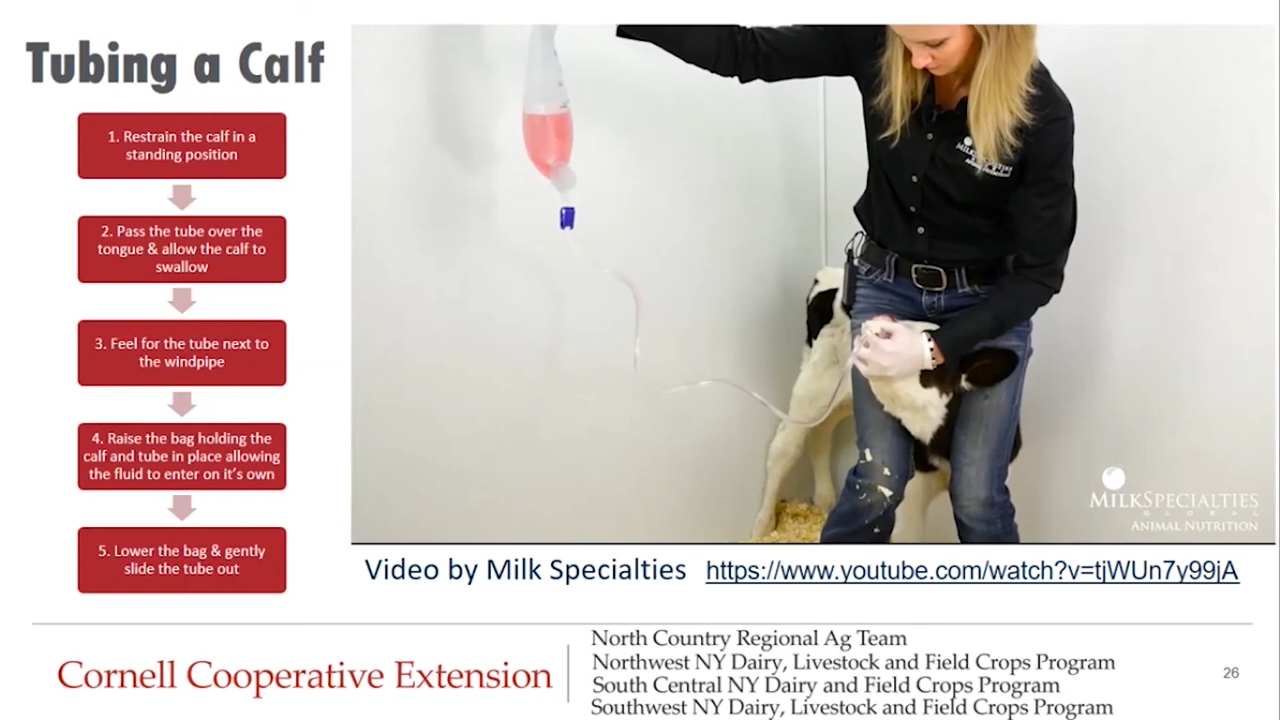 Tubing a Calf
1. Restrain the calf in a
standing position
2. Pass the tube over the
tongue & allow the calf to
swallow
3. Feel for the tube next to
the windpipe
4. Raise the bag holding the
calf and tube in place allowing
the fluid to enter on it's own
5. Lower the bag & gently
slide the tube out
MILKSPECIALTIES
GLOBAL
ANIMAL NUTRITION
Video by Milk Specialties https://www.youtube.com/watch?v=tjWUn7y99jA
Cornell Cooperative Extension
North Country Regional Ag Team
Northwest NY Dairy, Livestock and Field Crops Program
South Central NY Dairy and Field Crops Program
Southwest NY Dairy, Livestock and Field Crops Program
26